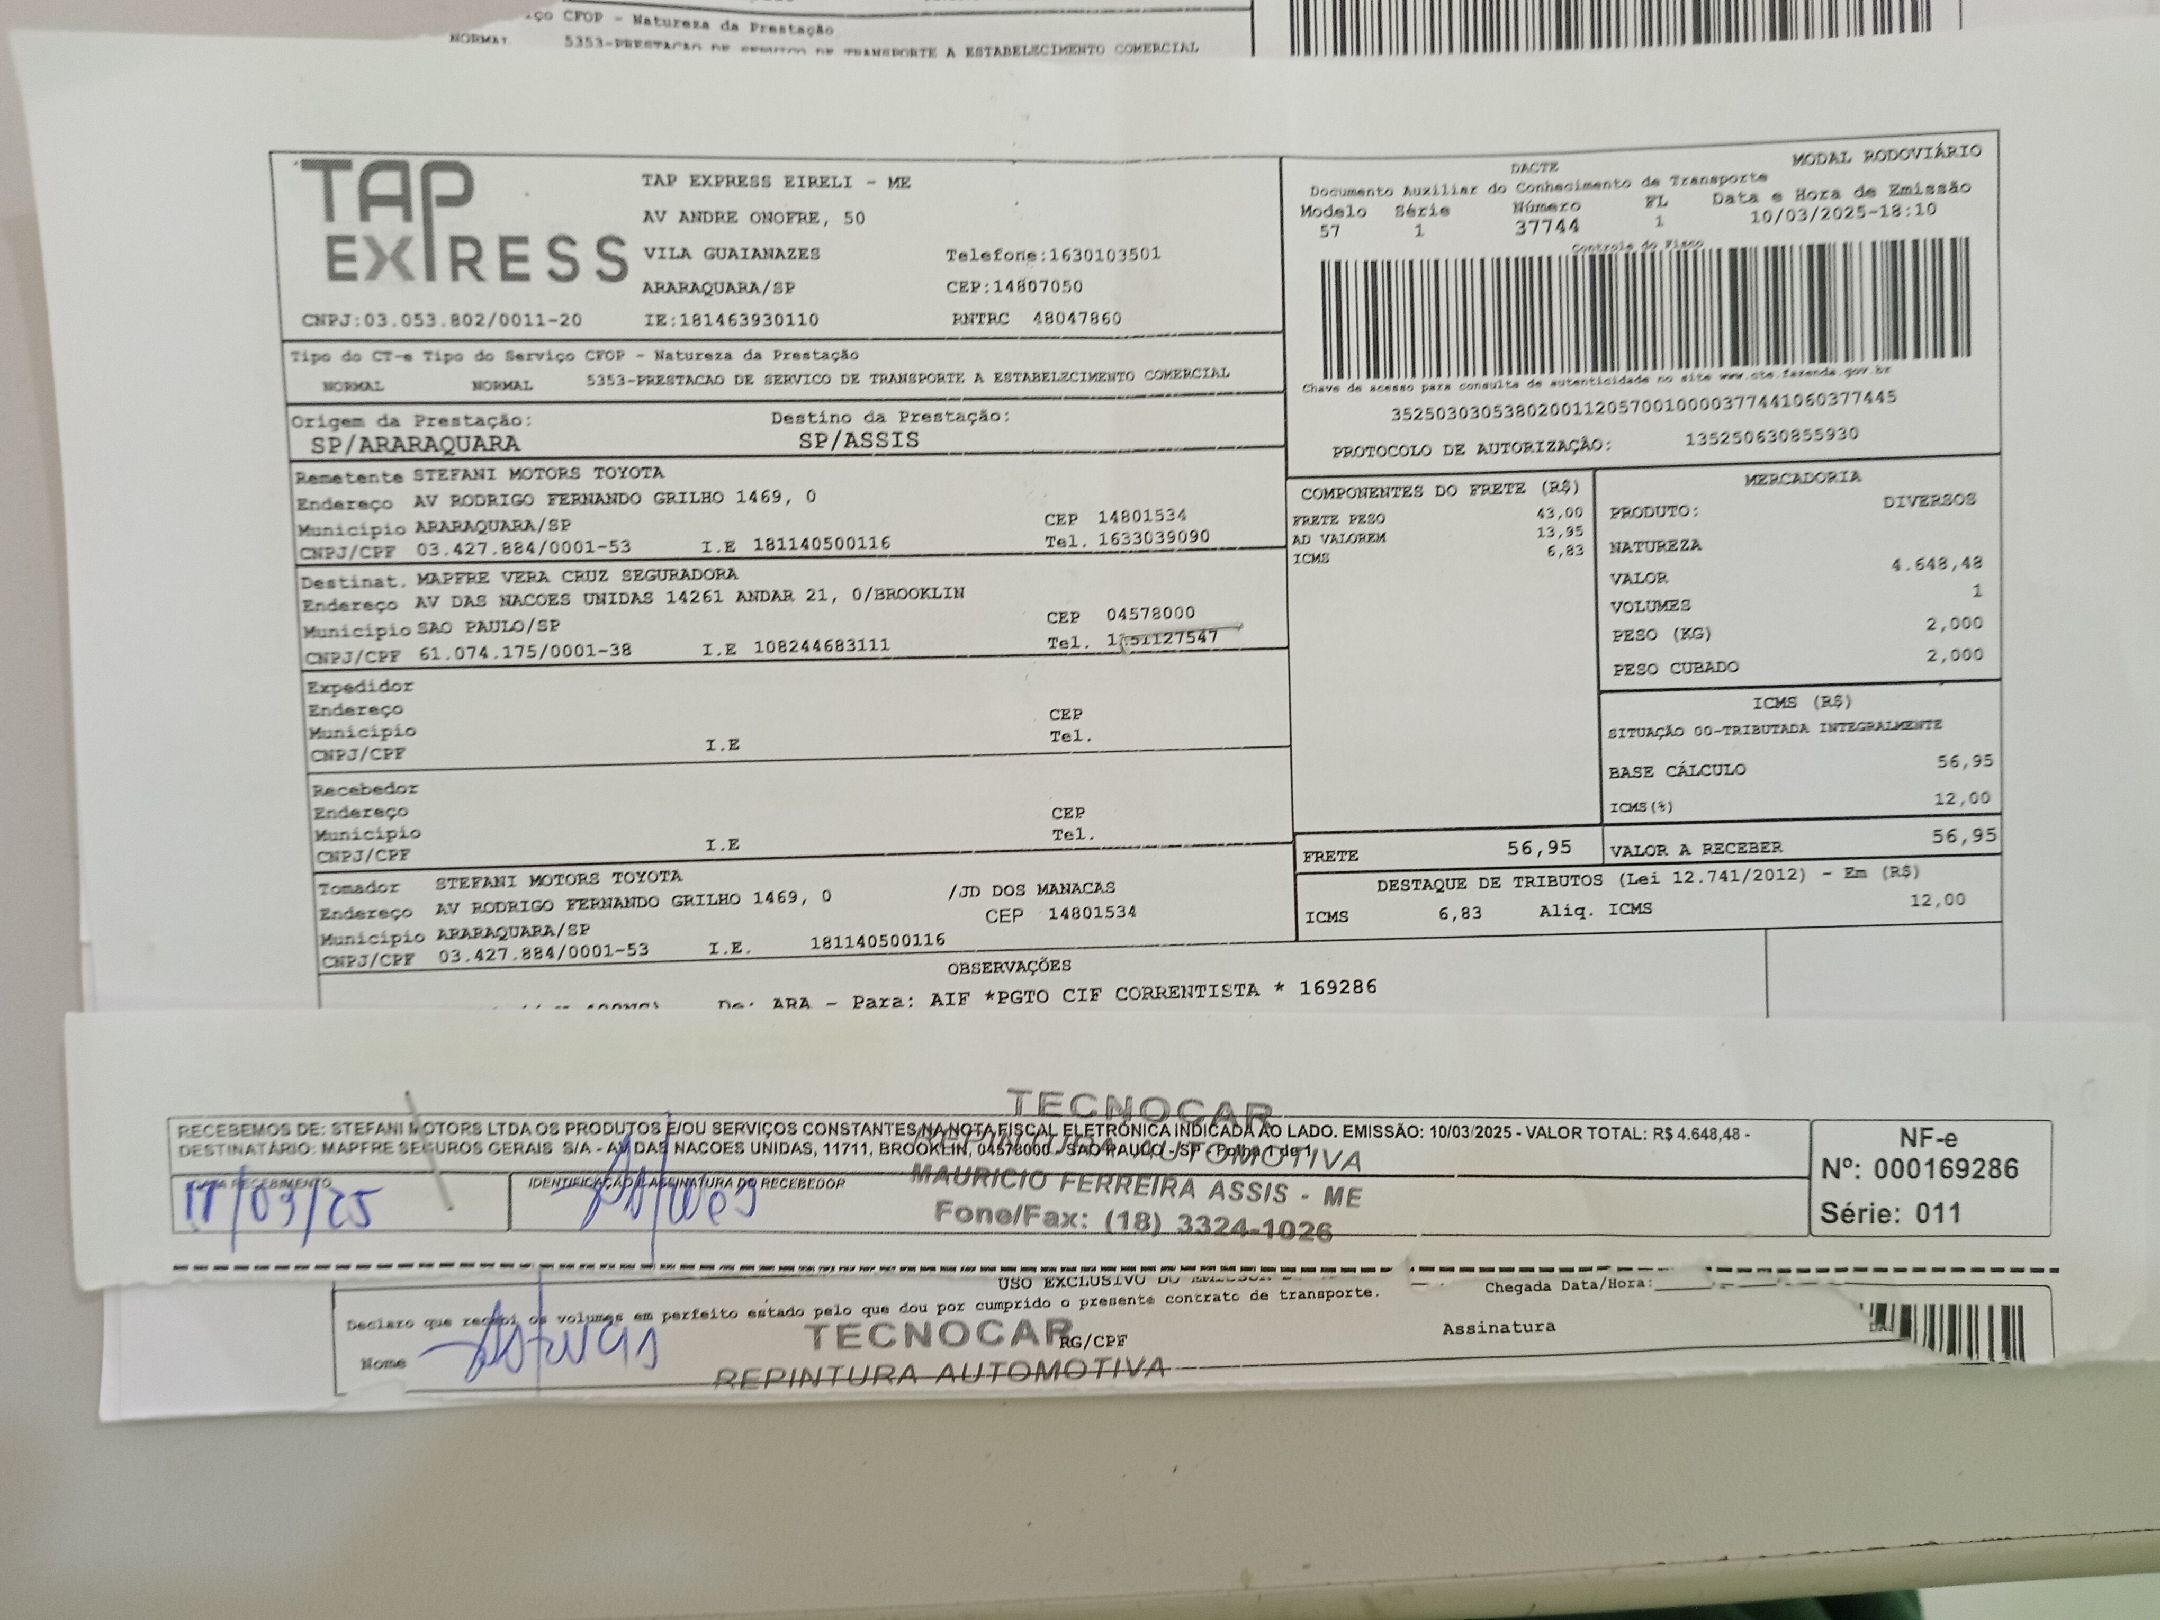 CFOP - Natureza da Prestação
NORMAL 5353-PRESTACAO DE SERVICO DE TRANSPORTE A ESTABELECIMENTO COMERCIAL
TAP EXPRESS
TAP EXPRESS EIRELI - ME
AV ANDRE ONOFRE, 50
VILA GUAIANAZES Telefone:1630103501
ARARAQUARA/SP CEP:14807050
CNPJ:03.053.802/0011-20 IE:181463930110 RNTRC 48047860
DACTE MODAL RODOVIÁRIO
Documento Auxiliar do Conhecimento de Transporte
Modelo Série Número FL Data e Hora de Emissão
57 1 37744 1 10/03/2025-18:10
Controle do Fisco
Chave de acesso para consulta de autenticidade no site www.cte.fazenda.gov.br
35250303053802001120570010000377441060377445
PROTOCOLO DE AUTORIZAÇÃO: 135250630855930
Tipo do CT-e Tipo do Serviço CFOP - Natureza da Prestação
NORMAL NORMAL 5353-PRESTACAO DE SERVICO DE TRANSPORTE A ESTABELECIMENTO COMERCIAL
Origem da Prestação: Destino da Prestação:
SP/ARARAQUARA SP/ASSIS
Remetente STEFANI MOTORS TOYOTA
Endereço AV RODRIGO FERNANDO GRILHO 1469, 0
Município ARARAQUARA/SP CEP 14801534
CNPJ/CPF 03.427.884/0001-53 I.E 181140500116 Tel. 1633039090
Destinat. MAPFRE VERA CRUZ SEGURADORA
Endereço AV DAS NACOES UNIDAS 14261 ANDAR 21, 0/BROOKLIN
Município SAO PAULO/SP CEP 04578000
CNPJ/CPF 61.074.175/0001-38 I.E 108244683111 Tel. 1151127547
Expedidor
Endereço
Município CEP
CNPJ/CPF I.E Tel.
Recebedor
Endereço
Município CEP
CNPJ/CPF I.E Tel.
Tomador STEFANI MOTORS TOYOTA
Endereço AV RODRIGO FERNANDO GRILHO 1469, 0 /JD DOS MANACAS
Município ARARAQUARA/SP CEP 14801534
CNPJ/CPF 03.427.884/0001-53 I.E. 181140500116
COMPONENTES DO FRETE (R$)
FRETE PESO 43,00
AD VALOREM 13,95
ICMS 6,83
MERCADORIA
PRODUTO: DIVERSOS
NATUREZA
VALOR 4.648,48
VOLUMES 1
PESO (KG) 2,000
PESO CUBADO 2,000
ICMS (R$)
SITUAÇÃO 00-TRIBUTADA INTEGRALMENTE
BASE CÁLCULO 56,95
ICMS(%) 12,00
FRETE 56,95 VALOR A RECEBER 56,95
DESTAQUE DE TRIBUTOS (Lei 12.741/2012) - Em (R$)
ICMS 6,83 Aliq. ICMS 12,00
OBSERVAÇÕES
De: ARA - Para: AIF *PGTO CIF CORRENTISTA * 169286
TECNOCAR
RECEBEMOS DE: STEFANI MOTORS LTDA OS PRODUTOS E/OU SERVIÇOS CONSTANTES NA NOTA FISCAL ELETRÔNICA INDICADA AO LADO. EMISSÃO: 10/03/2025 - VALOR TOTAL: R$ 4.648,48 -
DESTINATÁRIO: MAPFRE SEGUROS GERAIS S/A - AV DAS NACOES UNIDAS, 11711, BROOKLIN, 04578000 - SAO PAULO - SP - Folha 1 de 1
REPINTURA AUTOMOTIVA
MAURICIO FERREIRA ASSIS - ME
Fone/Fax: (18) 3324-1026
DATA RECEBIMENTO IDENTIFICAÇÃO E ASSINATURA DO RECEBEDOR
17/03/25
NF-e
Nº: 000169286
Série: 011
USO EXCLUSIVO DO
Chegada Data/Hora:
Declaro que recebi os volumes em perfeito estado pelo que dou por cumprido o presente contrato de transporte.
TECNOCAR
Nome RG/CPF Assinatura
REPINTURA AUTOMOTIVA